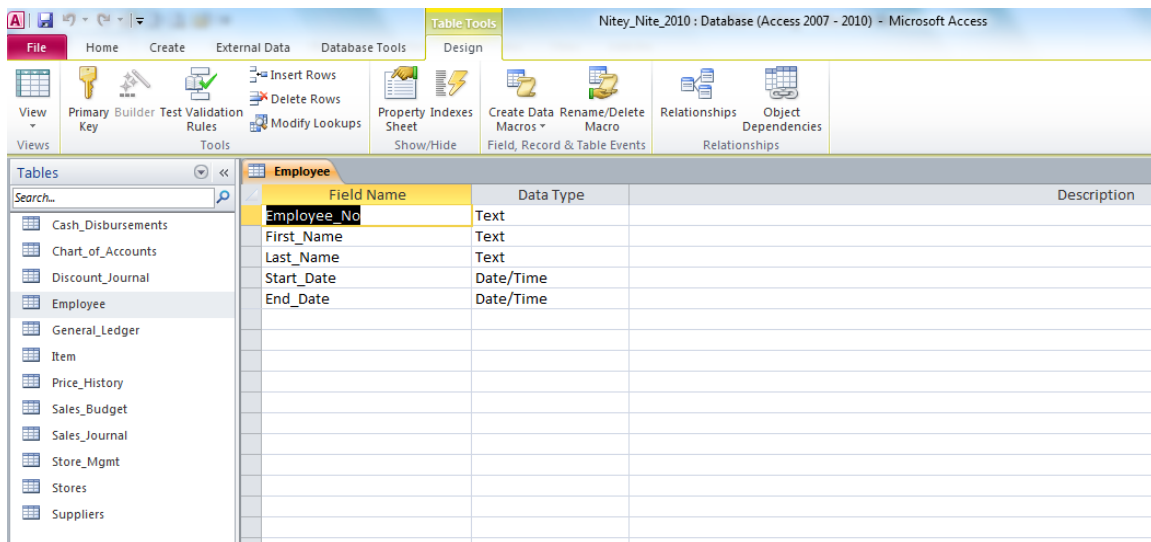 A
Table Tools
Nitey_Nite_2010 : Database (Access 2007 - 2010) - Microsoft Access
File Home Create External Data Database Tools Design
View
Primary Key
Builder
Test Validation Rules
Insert Rows
Delete Rows
Modify Lookups
Property Sheet
Indexes
Create Data Macros
Rename/Delete Macro
Relationships
Object Dependencies
Views Tools Show/Hide Field, Record & Table Events Relationships
Tables «
Search...
Cash_Disbursements
Chart_of_Accounts
Discount_Journal
Employee
General_Ledger
Item
Price_History
Sales_Budget
Sales_Journal
Store_Mgmt
Stores
Suppliers
Employee
Field Name Data Type Description
Employee_No Text
First_Name Text
Last_Name Text
Start_Date Date/Time
End_Date Date/Time